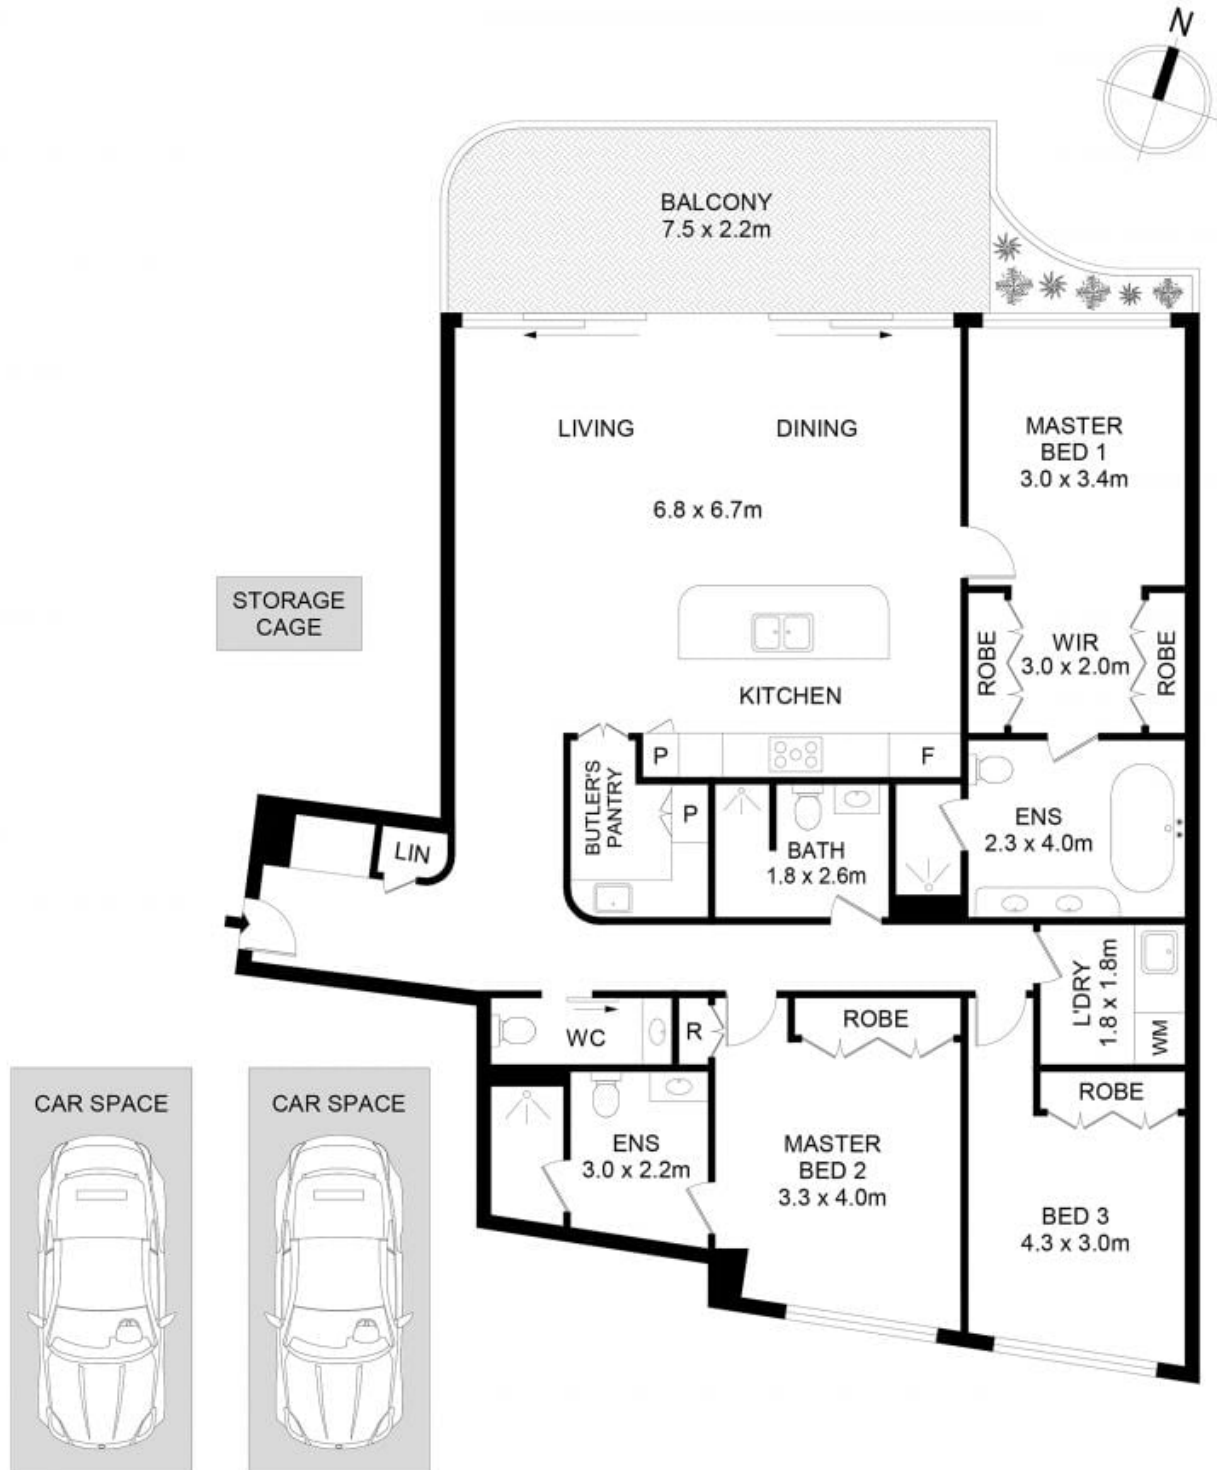 N
BALCONY
7.5 x 2.2m
LIVING
DINING
6.8 x 6.7m
MASTER
BED 1
3.0 x 3.4m
STORAGE
CAGE
ROBE
WIR
3.0 x 2.0m
ROBE
KITCHEN
P
F
BUTLER'S
PANTRY
P
LIN
BATH
1.8 x 2.6m
ENS
2.3 x 4.0m
L'DRY
1.8 x 1.8m
WM
WC
R
ROBE
ROBE
CAR SPACE
CAR SPACE
ENS
3.0 x 2.2m
MASTER
BED 2
3.3 x 4.0m
BED 3
4.3 x 3.0m